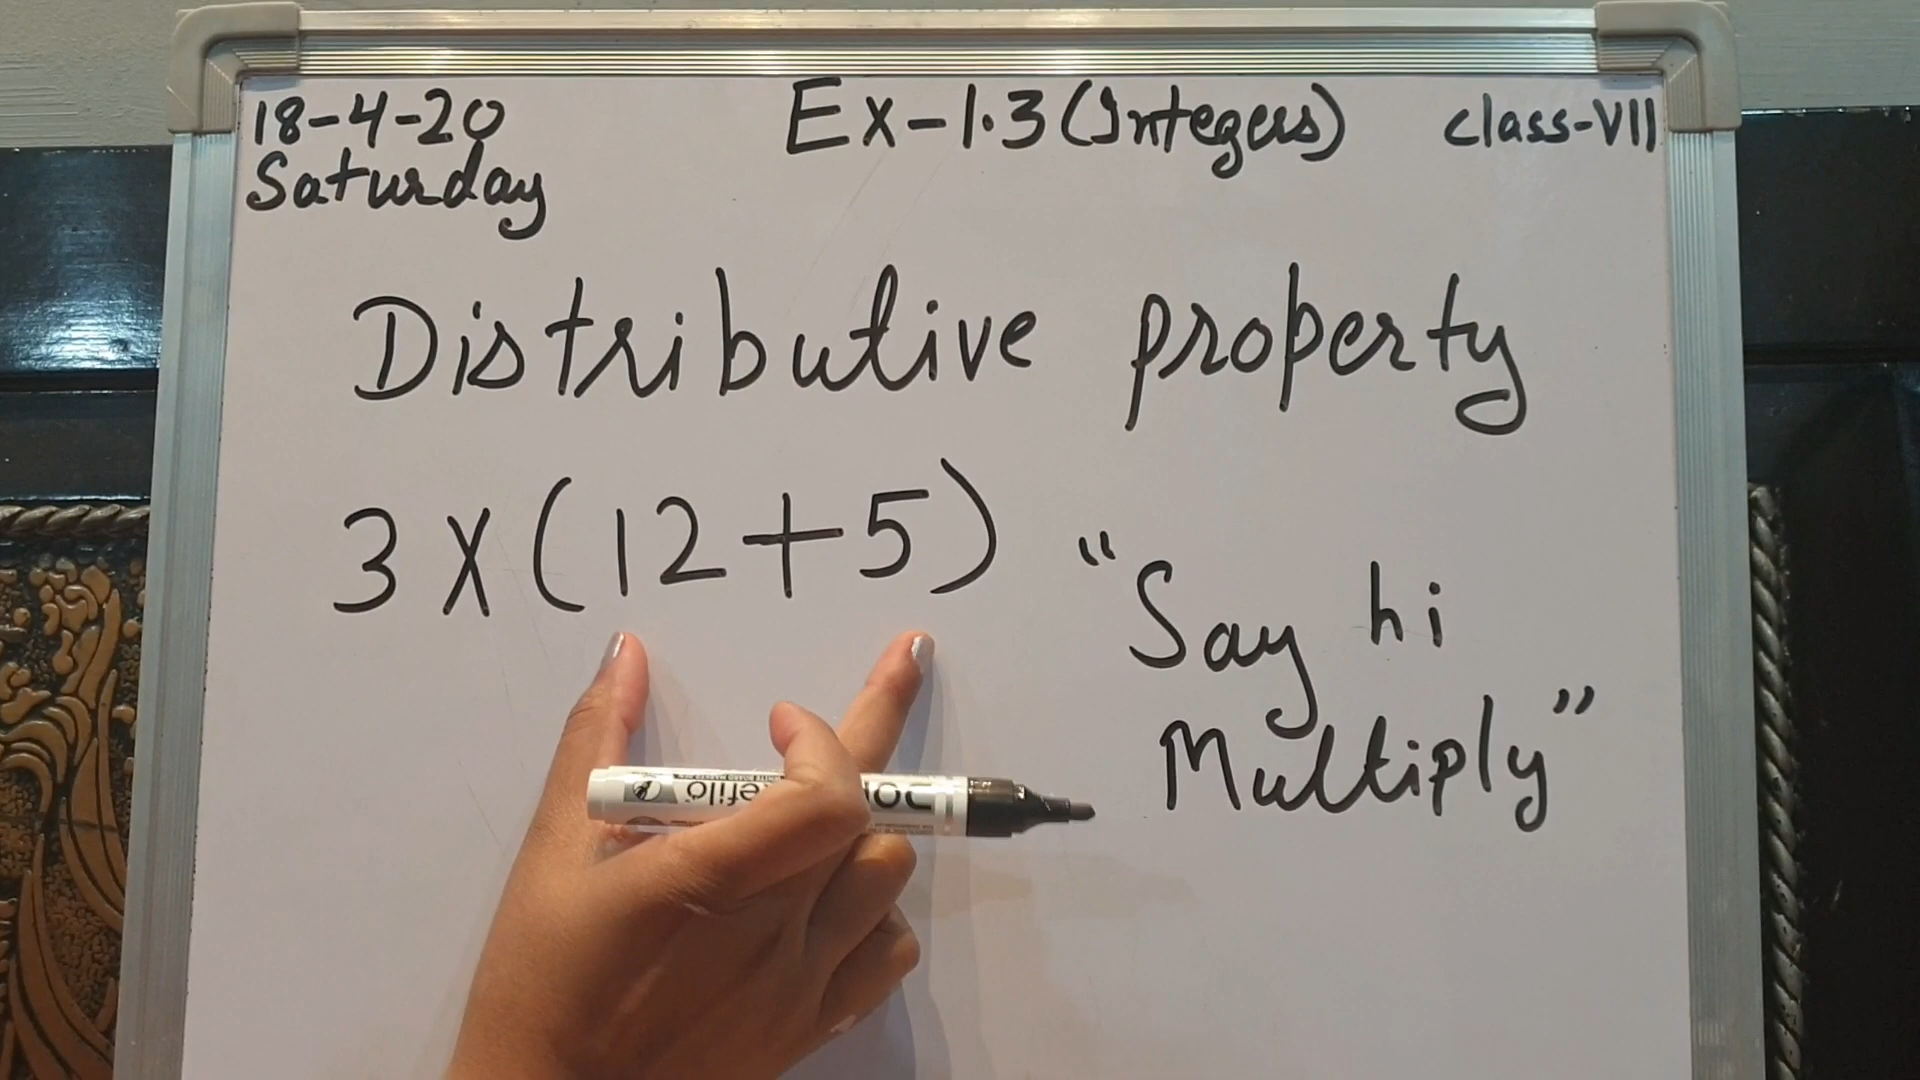 18-4-20 Ex-1.3 (Integers) class-VII
Saturday
Distributive property
3 X (12+5)
"Say hi
Multiply"